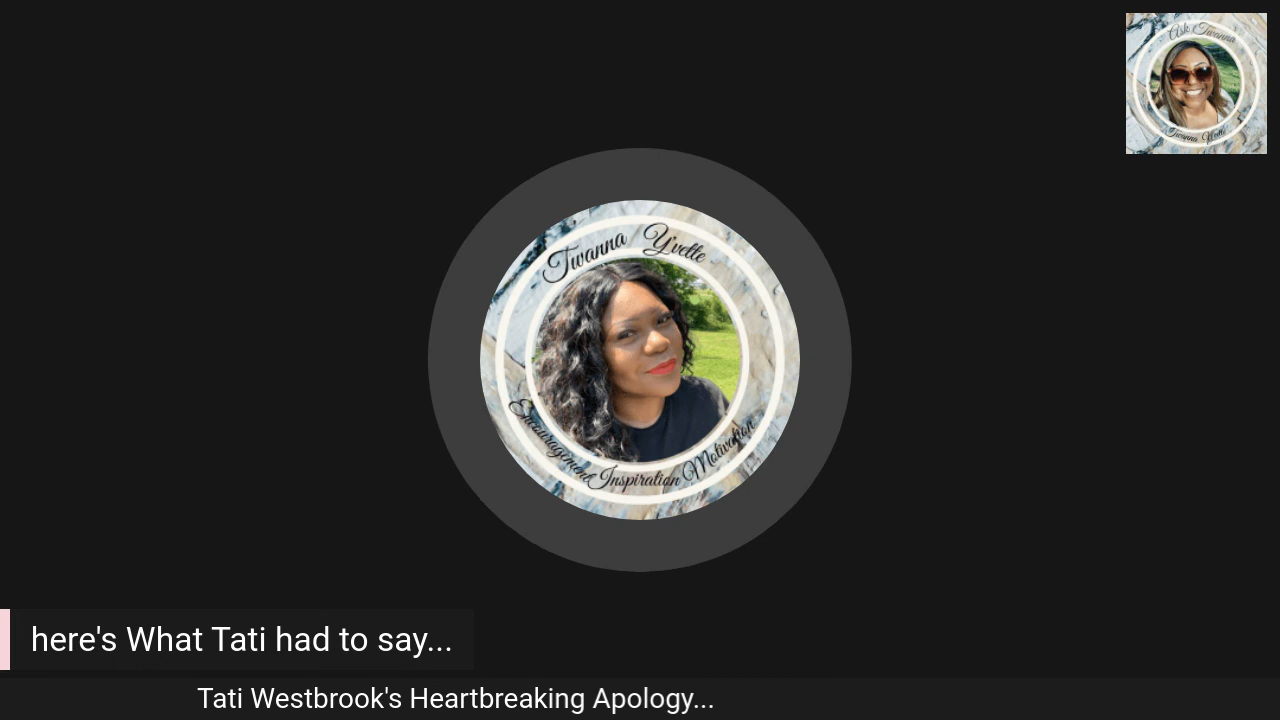 Ask Twanna
Twanna Yvette
Twanna Yvette
Encouragement Inspiration Motivation
here's What Tati had to say...
Tati Westbrook's Heartbreaking Apology...